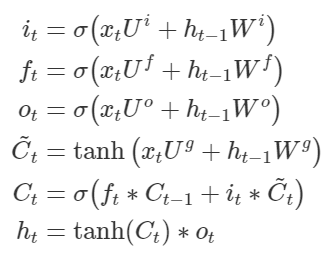 i_t = σ(x_t U^i + h_{t-1} W^i)
f_t = σ(x_t U^f + h_{t-1} W^f)
o_t = σ(x_t U^o + h_{t-1} W^o)
C̃_t = tanh (x_t U^g + h_{t-1} W^g)
C_t = σ(f_t * C_{t-1} + i_t * C̃_t)
h_t = tanh(C_t) * o_t